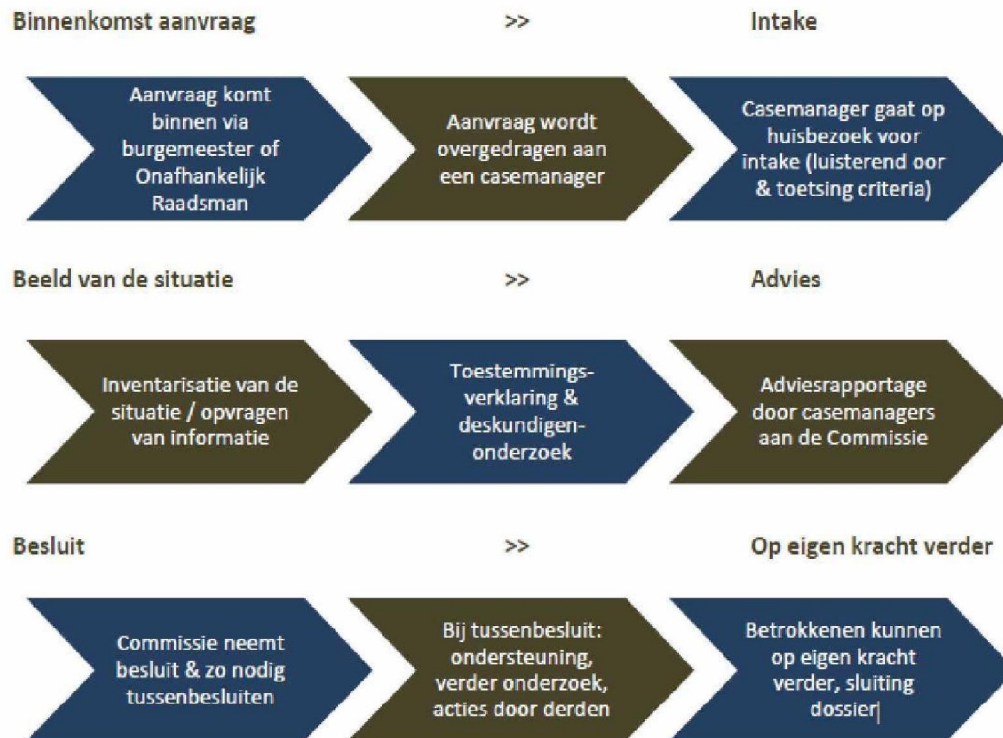 Binnenkomst aanvraag >> Intake
Aanvraag komt
binnen via
burgemeester of
Onafhankelijk
Raadsman
Aanvraag wordt
overgedragen aan
een casemanager
Casemanager gaat op
huisbezoek voor
intake (luisterend oor
& toetsing criteria)
Beeld van de situatie >> Advies
Inventarisatie van de
situatie / opvragen
van informatie
Toestemmings-
verklaring &
deskundigen-
onderzoek
Adviesrapportage
door casemanagers
aan de Commissie
Besluit >> Op eigen kracht verder
Commissie neemt
besluit & zo nodig
tussenbesluiten
Bij tussenbesluit:
ondersteuning,
verder onderzoek,
acties door derden
Betrokkenen kunnen
op eigen kracht
verder, sluiting
dossier